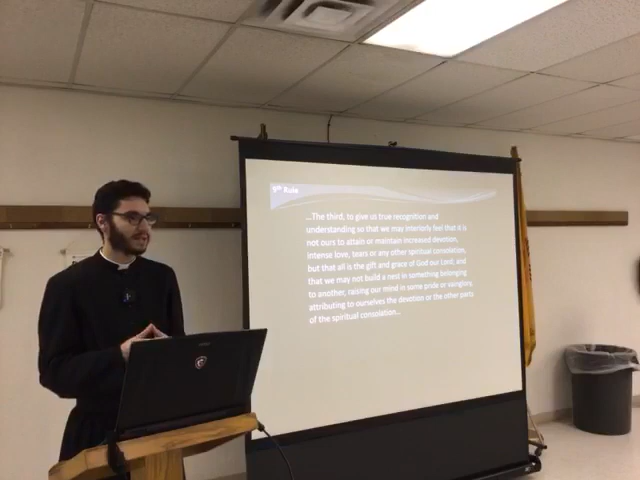 Rule
...The third, to give us true recognition and
understanding so that we may interiorly feel that it is
not ours to attain or maintain increased devotion,
intense love, tears or any other spiritual consolation,
but that all is the gift and grace of God our Lord; and
that we may not build a nest in something belonging
to another, raising our mind in some pride or vainglory,
attributing to ourselves the devotion or the other parts
of the spiritual consolation...